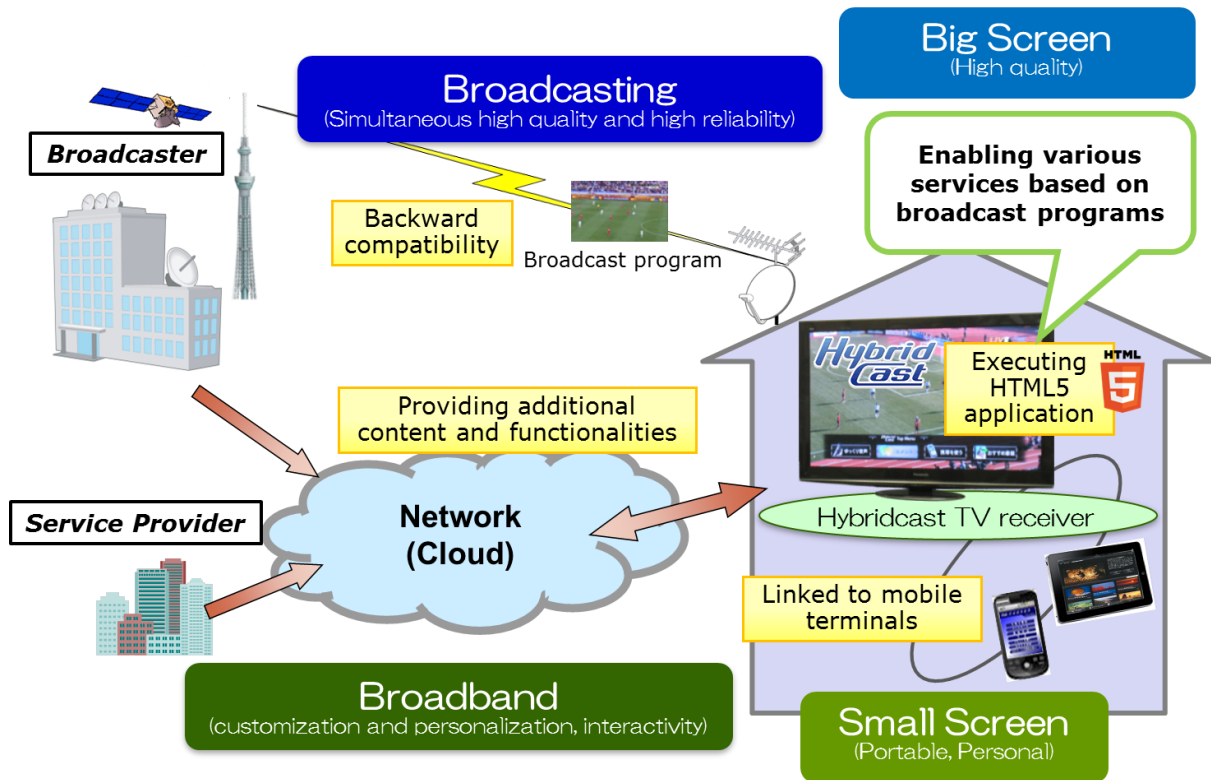 Big Screen
(High quality)
Broadcasting
(Simultaneous high quality and high reliability)
Broadcaster
Enabling various
services based on
broadcast programs
Backward
compatibility
Broadcast program
Hybrid
Cast
Executing
HTML5
application
HTML
5
Providing additional
content and functionalities
Network
(Cloud)
Service Provider
Hybridcast TV receiver
Linked to mobile
terminals
Broadband
(customization and personalization, interactivity)
Small Screen
(Portable, Personal)